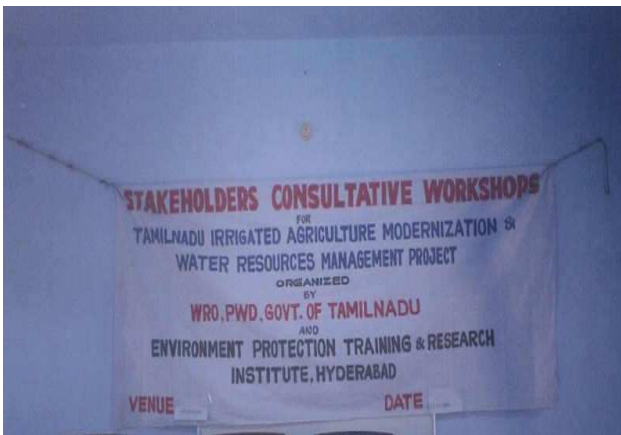 STAKEHOLDERS CONSULTATIVE WORKSHOPS
FOR
TAMILNADU IRRIGATED AGRICULTURE MODERNIZATION &
WATER RESOURCES MANAGEMENT PROJECT
ORGANIZED
BY
WRO, PWD, GOVT. OF TAMILNADU
AND
ENVIRONMENT PROTECTION TRAINING & RESEARCH
INSTITUTE, HYDERABAD
VENUE DATE